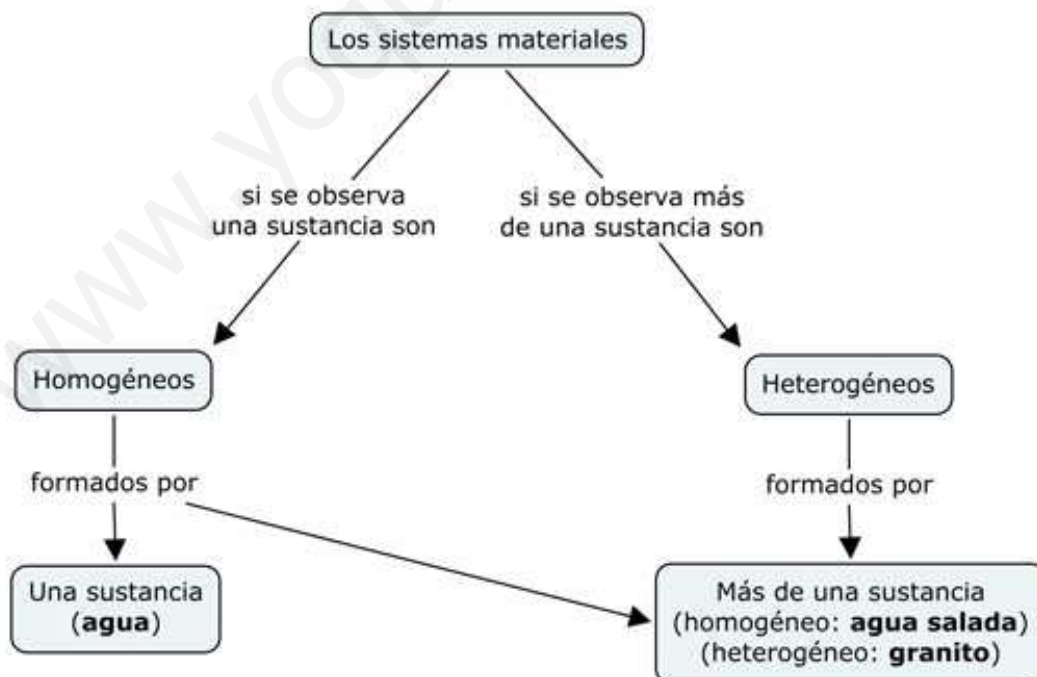 Los sistemas materiales
si se observa
una sustancia son
si se observa más
de una sustancia son
Homogéneos
Heterogéneos
formados por
formados por
Una sustancia
(agua)
Más de una sustancia
(homogéneo: agua salada)
(heterogéneo: granito)